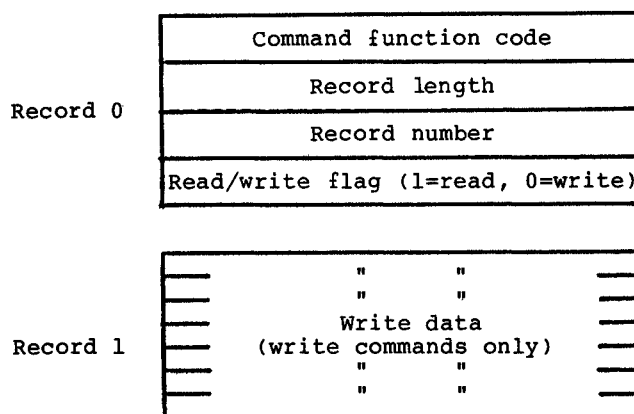 Command function code
Record length
Record 0
Record number
Read/write flag (1=read, 0=write)
" "
" "
Write data
Record 1
(write commands only)
" "
" "